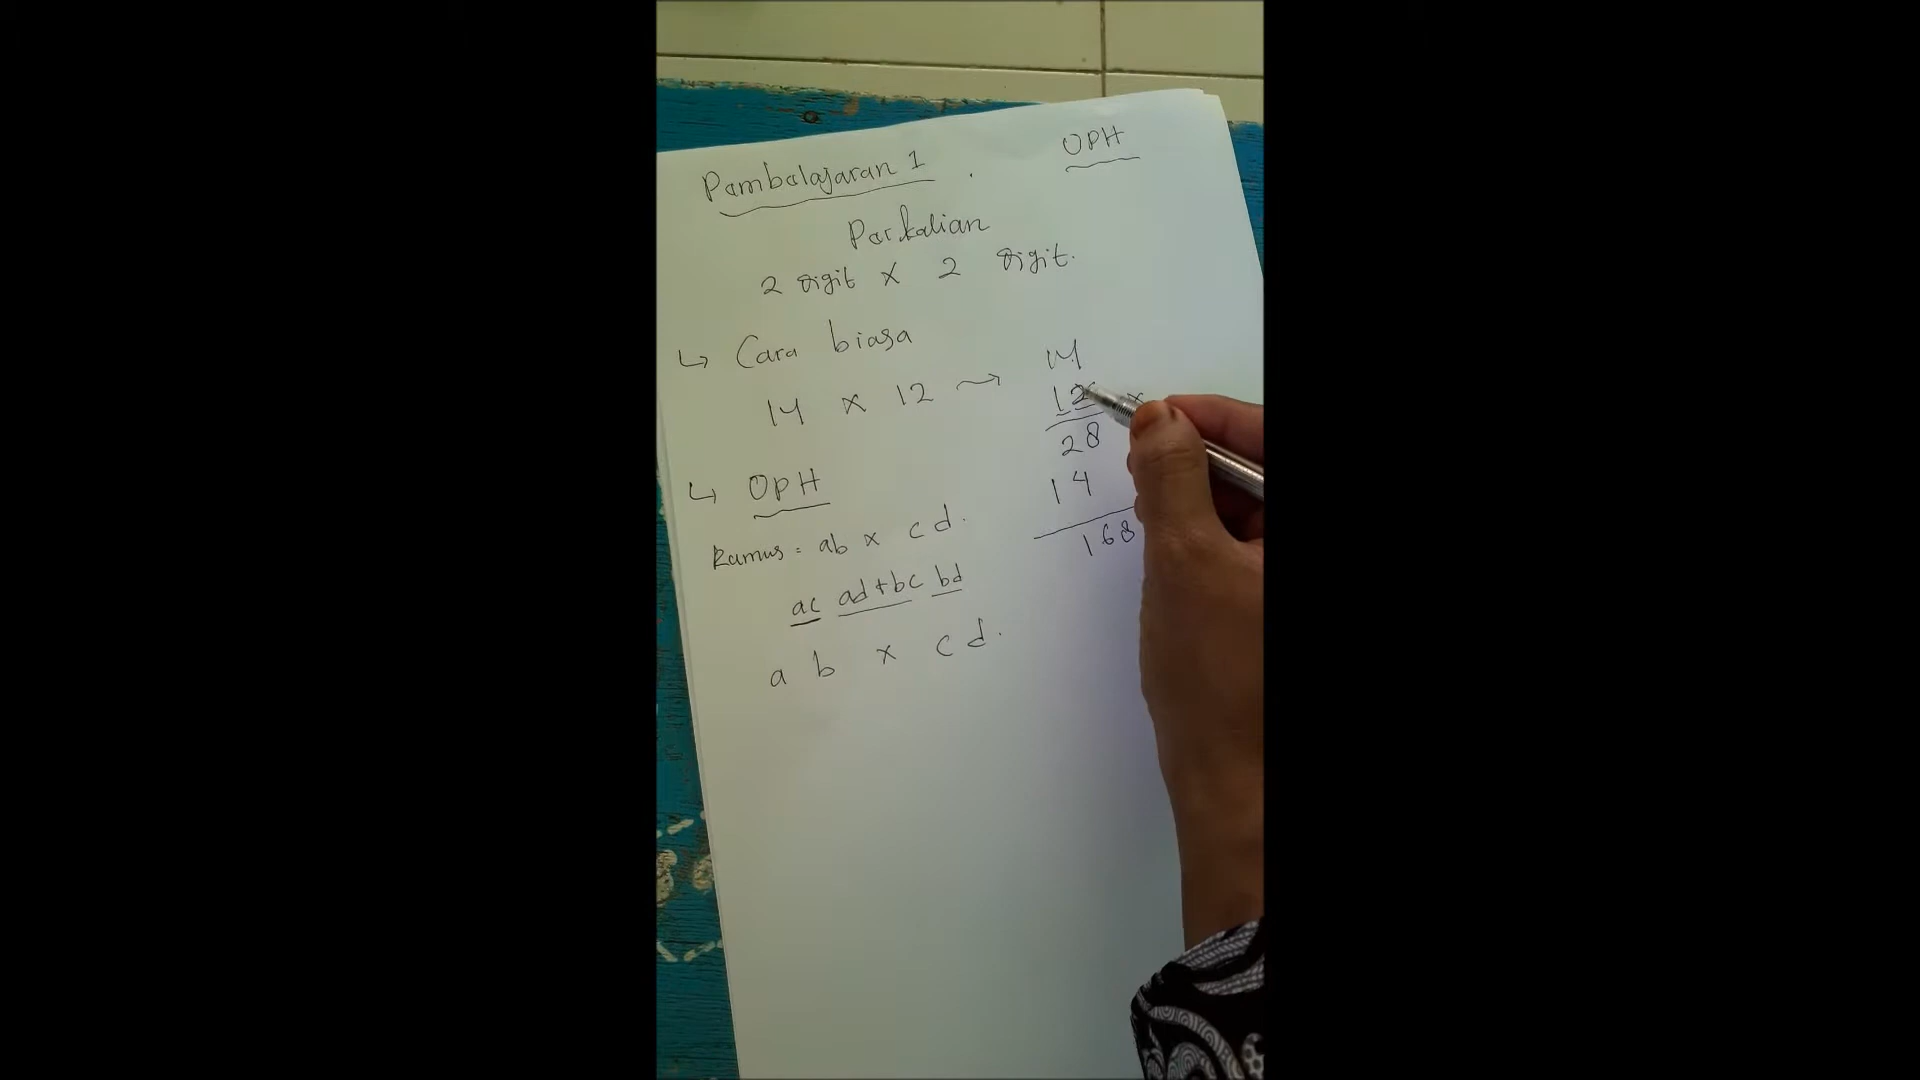 Pembelajaran 1. OPH
Perkalian
2 digit x 2 digit.
↳ Cara biasa
14 x 12 →
14
12 x
28
14
168
↳ OPH
Rumus = ab x cd.
ac ad+bc bd
a b x c d.